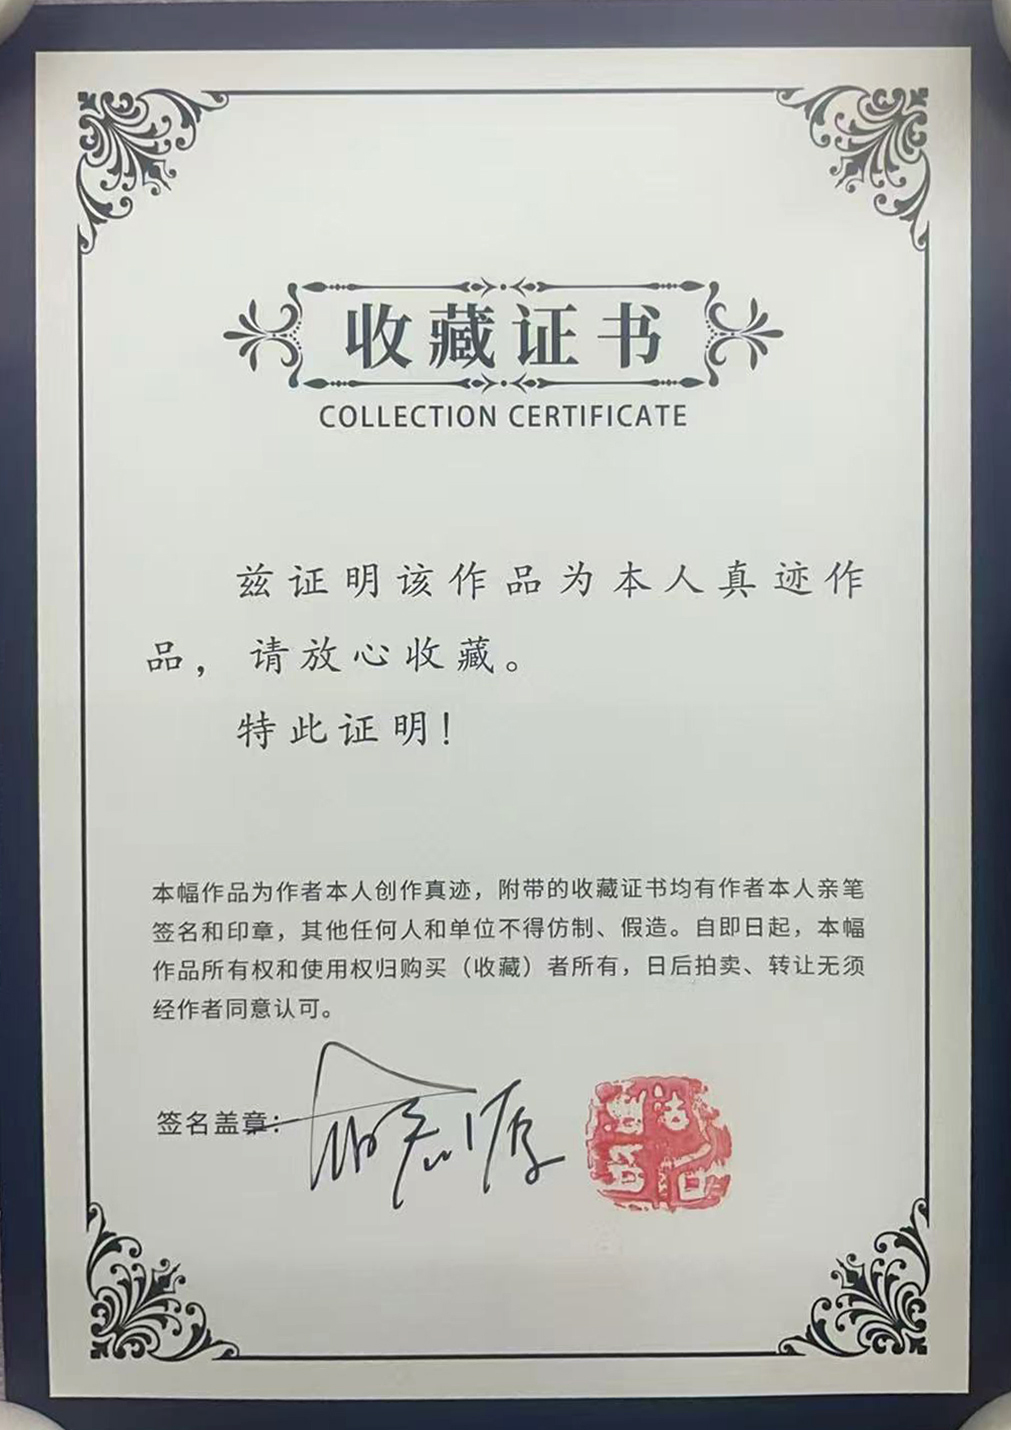 收藏证书
COLLECTION CERTIFICATE
兹证明该作品为本人真迹作
品，请放心收藏。
特此证明！
本幅作品为作者本人创作真迹，附带的收藏证书均有作者本人亲笔
签名和印章，其他任何人和单位不得仿制、假造。自即日起，本幅
作品所有权和使用权归购买（收藏）者所有，日后拍卖、转让无须
经作者同意认可。
签名盖章：